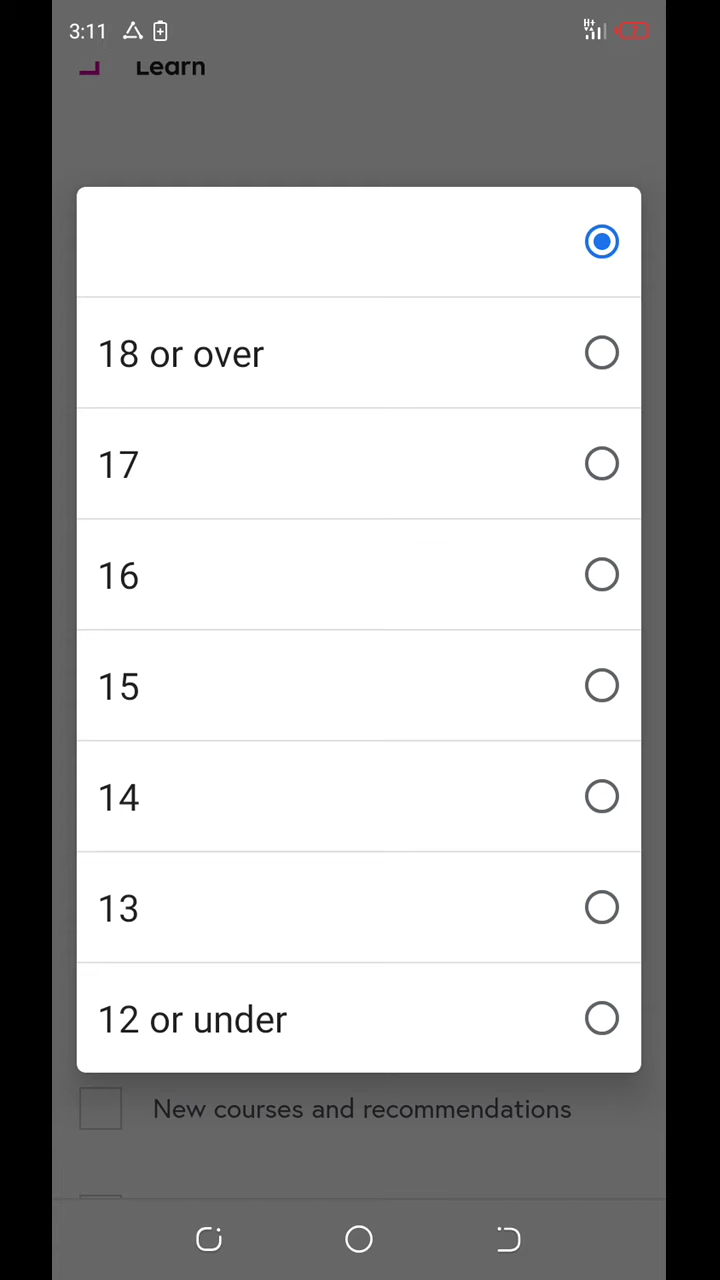 3:11
Learn
18 or over
17
16
15
14
13
12 or under
New courses and recommendations